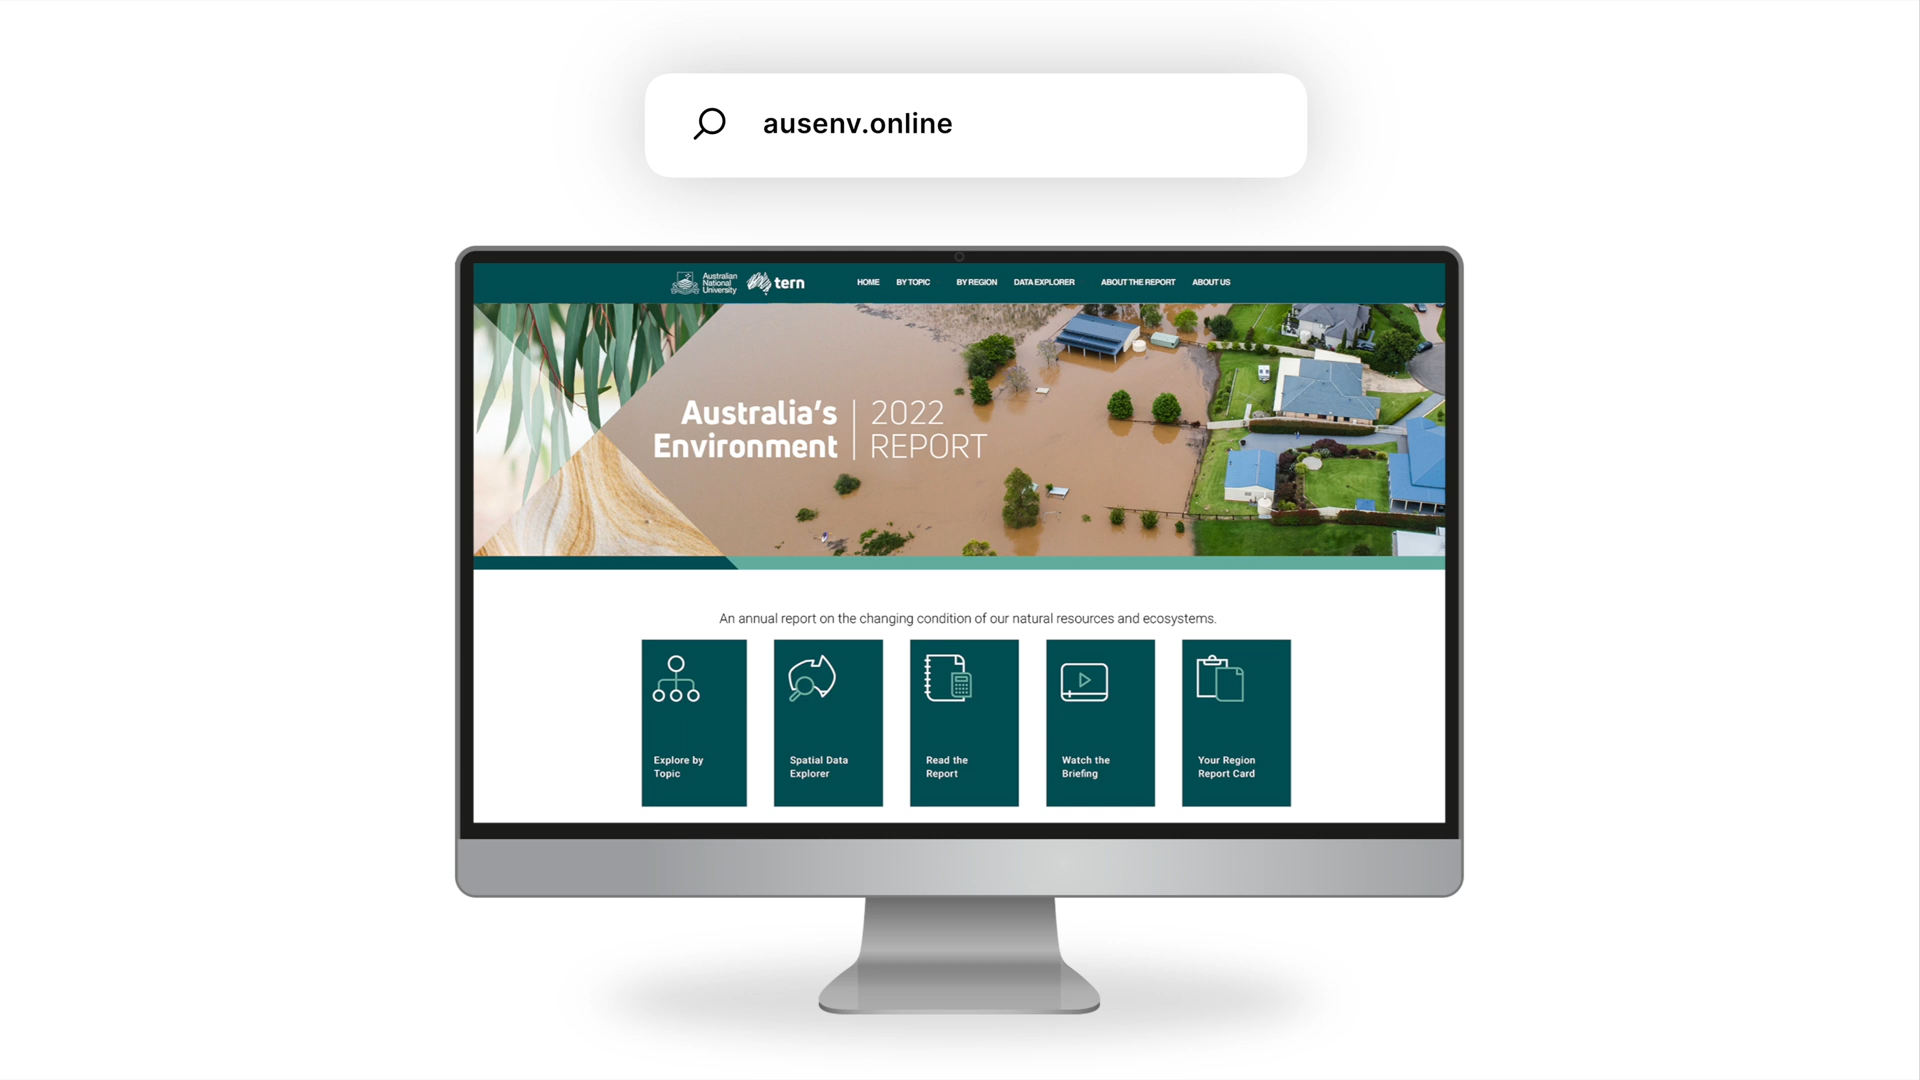 ausenv.online
Australian
National
University
tern
HOME BY TOPIC BY REGION DATA EXPLORER ABOUT THE REPORT ABOUT US
Australia's
Environment
2022
REPORT
An annual report on the changing condition of our natural resources and ecosystems.
Explore by
Topic
Spatial Data
Explorer
Read the
Report
Watch the
Briefing
Your Region
Report Card